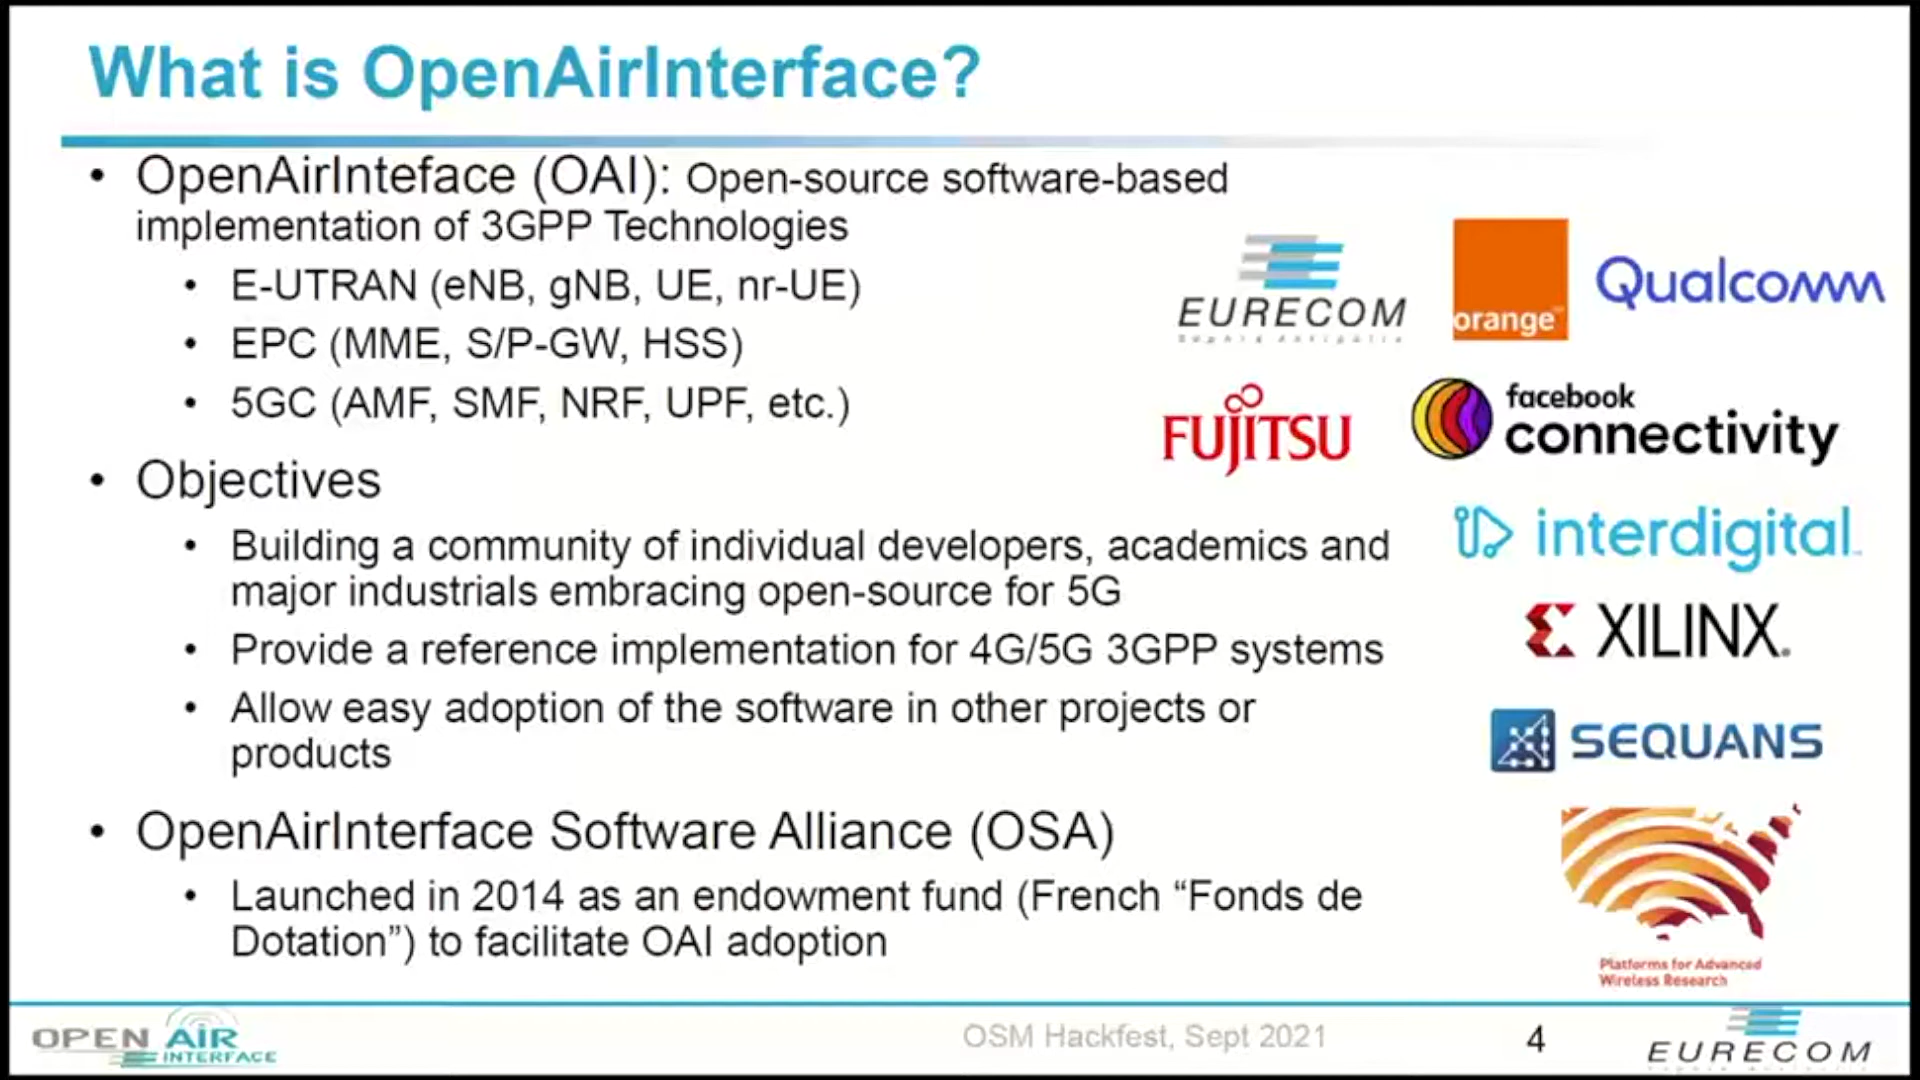 What is OpenAirInterface?
• OpenAirInteface (OAI): Open-source software-based
implementation of 3GPP Technologies
• E-UTRAN (eNB, gNB, UE, nr-UE)
• EPC (MME, S/P-GW, HSS)
• 5GC (AMF, SMF, NRF, UPF, etc.)
• Objectives
• Building a community of individual developers, academics and
major industrials embracing open-source for 5G
• Provide a reference implementation for 4G/5G 3GPP systems
• Allow easy adoption of the software in other projects or
products
• OpenAirInterface Software Alliance (OSA)
• Launched in 2014 as an endowment fund (French “Fonds de
Dotation”) to facilitate OAI adoption
EURECOM
Sophia Antipolis
orange™
Qualcomm
FUJITSU
facebook
connectivity
interdigital
XILINX®
SEQUANS
Platforms for Advanced
Wireless Research
OPEN AIR
INTERFACE
OSM Hackfest, Sept 2021
4
EURECOM